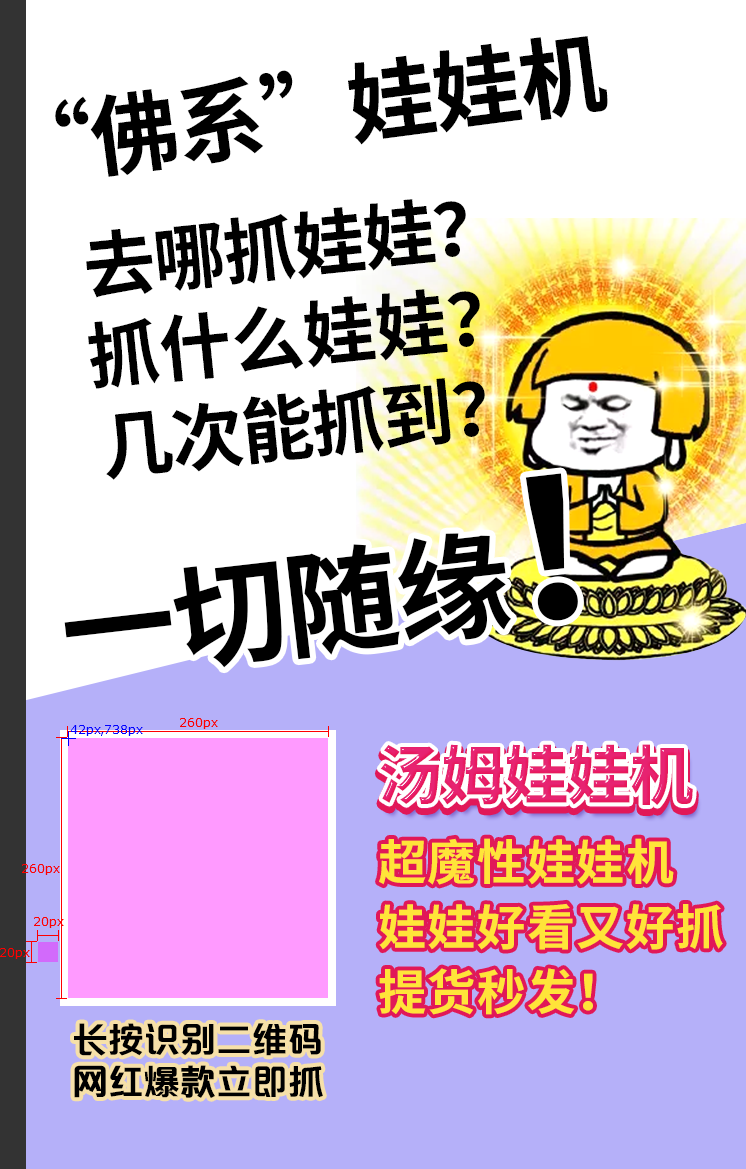 “佛系” 娃娃机
去哪抓娃娃？
抓什么娃娃？
几次能抓到？
一切随缘！
260px
42px,738px
260px
20px
20px
汤姆娃娃机
超魔性娃娃机
娃娃好看又好抓
提货秒发！
长按识别二维码
网红爆款立即抓